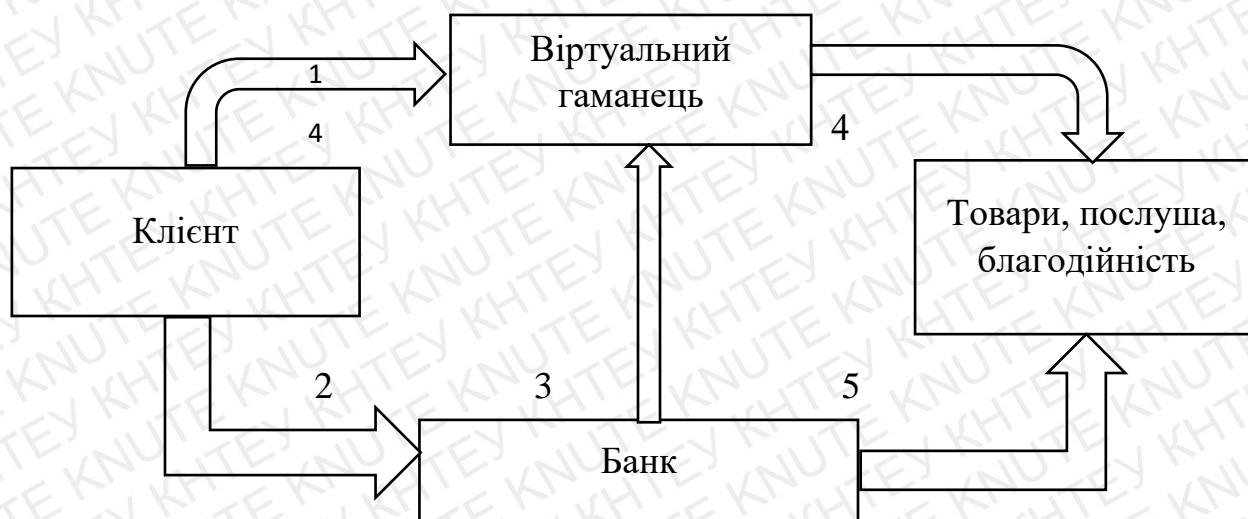 Віртуальний
гаманець
1
4
4
Клієнт
Товари, послуша,
благодійність
2
3
5
Банк